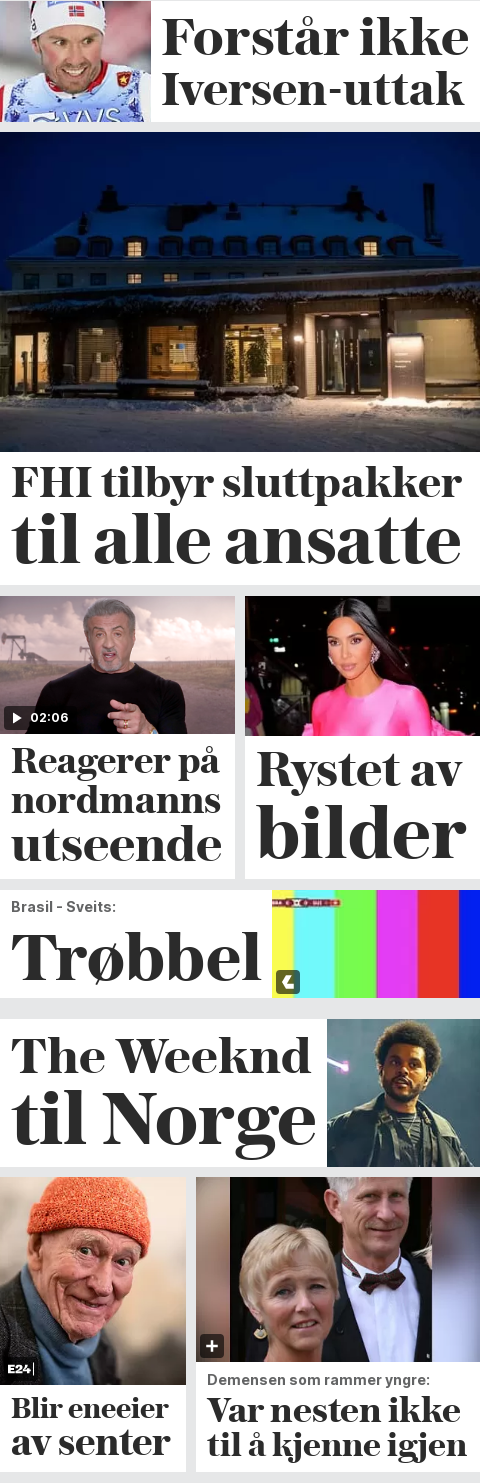 Forstår ikke
Iversen-uttak
FHI tilbyr sluttpakker
til alle ansatte
02:06
Reagerer på
nordmanns
utseende
Rystet av
bilder
Brasil - Sveits:
Trøbbel
The Weeknd
til Norge
E24
Blir eneeier
av senter
Demensen som rammer yngre:
Var nesten ikke
til å kjenne igjen